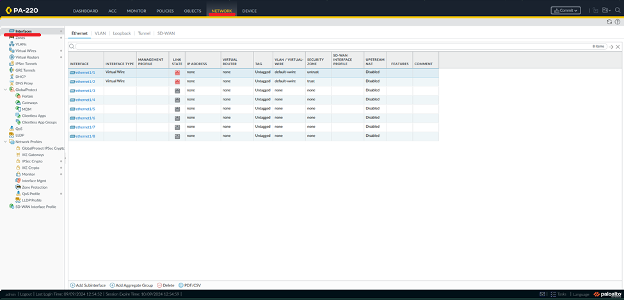 PA-220
DASHBOARD ACC MONITOR POLICIES OBJECTS NETWORK DEVICE
Commit
Interfaces
Zones
VLANs
Virtual Wires
Virtual Routers
IPSec Tunnels
GRE Tunnels
DHCP
DNS Proxy
GlobalProtect
Portals
Gateways
MDM
Clientless Apps
Clientless App Groups
QoS
LLDP
Network Profiles
GlobalProtect IPSec Crypto
IKE Gateways
IPSec Crypto
IKE Crypto
Monitor
Interface Mgmt
Zone Protection
QoS Profile
LLDP Profile
SD-WAN Interface Profile
Ethernet VLAN Loopback Tunnel SD-WAN
8 items
INTERFACE INTERFACE TYPE MANAGEMENT PROFILE LINK STATE IP ADDRESS VIRTUAL ROUTER TAG VLAN / VIRTUAL-WIRE SECURITY ZONE SD-WAN INTERFACE PROFILE UPSTREAM NAT FEATURES COMMENT
ethernet1/1 Virtual Wire none none Untagged default-vwire untrust Disabled
ethernet1/2 Virtual Wire none none Untagged default-vwire trust Disabled
ethernet1/3 none none Untagged none none Disabled
ethernet1/4 none none Untagged none none Disabled
ethernet1/5 none none Untagged none none Disabled
ethernet1/6 none none Untagged none none Disabled
ethernet1/7 none none Untagged none none Disabled
ethernet1/8 none none Untagged none none Disabled
Add Subinterface Add Aggregate Group Delete PDF/CSV
Logout | Last Login Time: | Session Expire Time: Tasks | Language paloalto